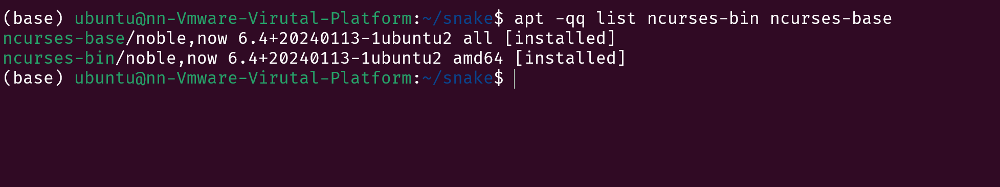 (base) ubuntu@nn-Vmware-Virutal-Platform:~/snake$ apt -qq list ncurses-bin ncurses-base
ncurses-base/noble,now 6.4+20240113-1ubuntu2 all [installed]
ncurses-bin/noble,now 6.4+20240113-1ubuntu2 amd64 [installed]
(base) ubuntu@nn-Vmware-Virutal-Platform:~/snake$